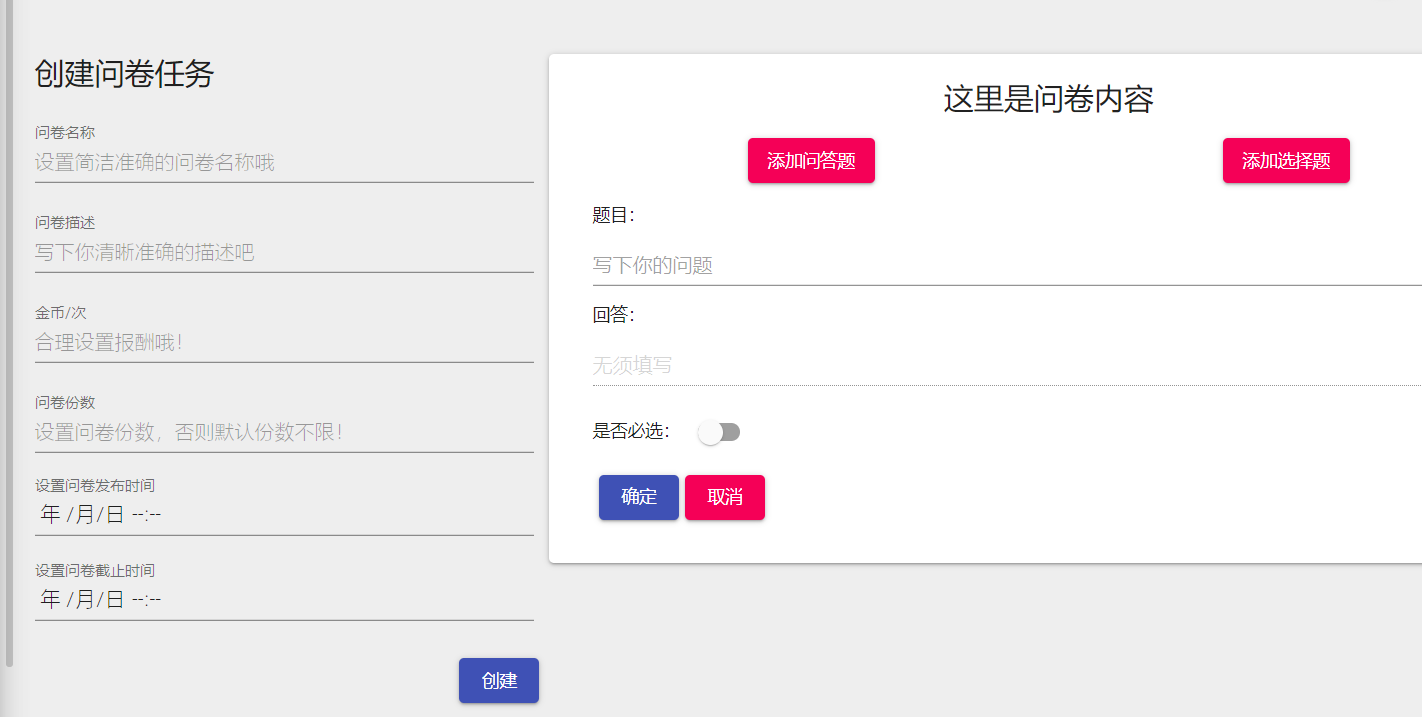 创建问卷任务
问卷名称
设置简洁准确的问卷名称哦
问卷描述
写下你清晰准确的描述吧
金币/次
合理设置报酬哦！
问卷份数
设置问卷份数，否则默认份数不限！
设置问卷发布时间
年 /月/日 --:--
设置问卷截止时间
年 /月/日 --:--
创建
这里是问卷内容
添加问答题
添加选择题
题目：
写下你的问题
回答：
无须填写
是否必选：
确定
取消